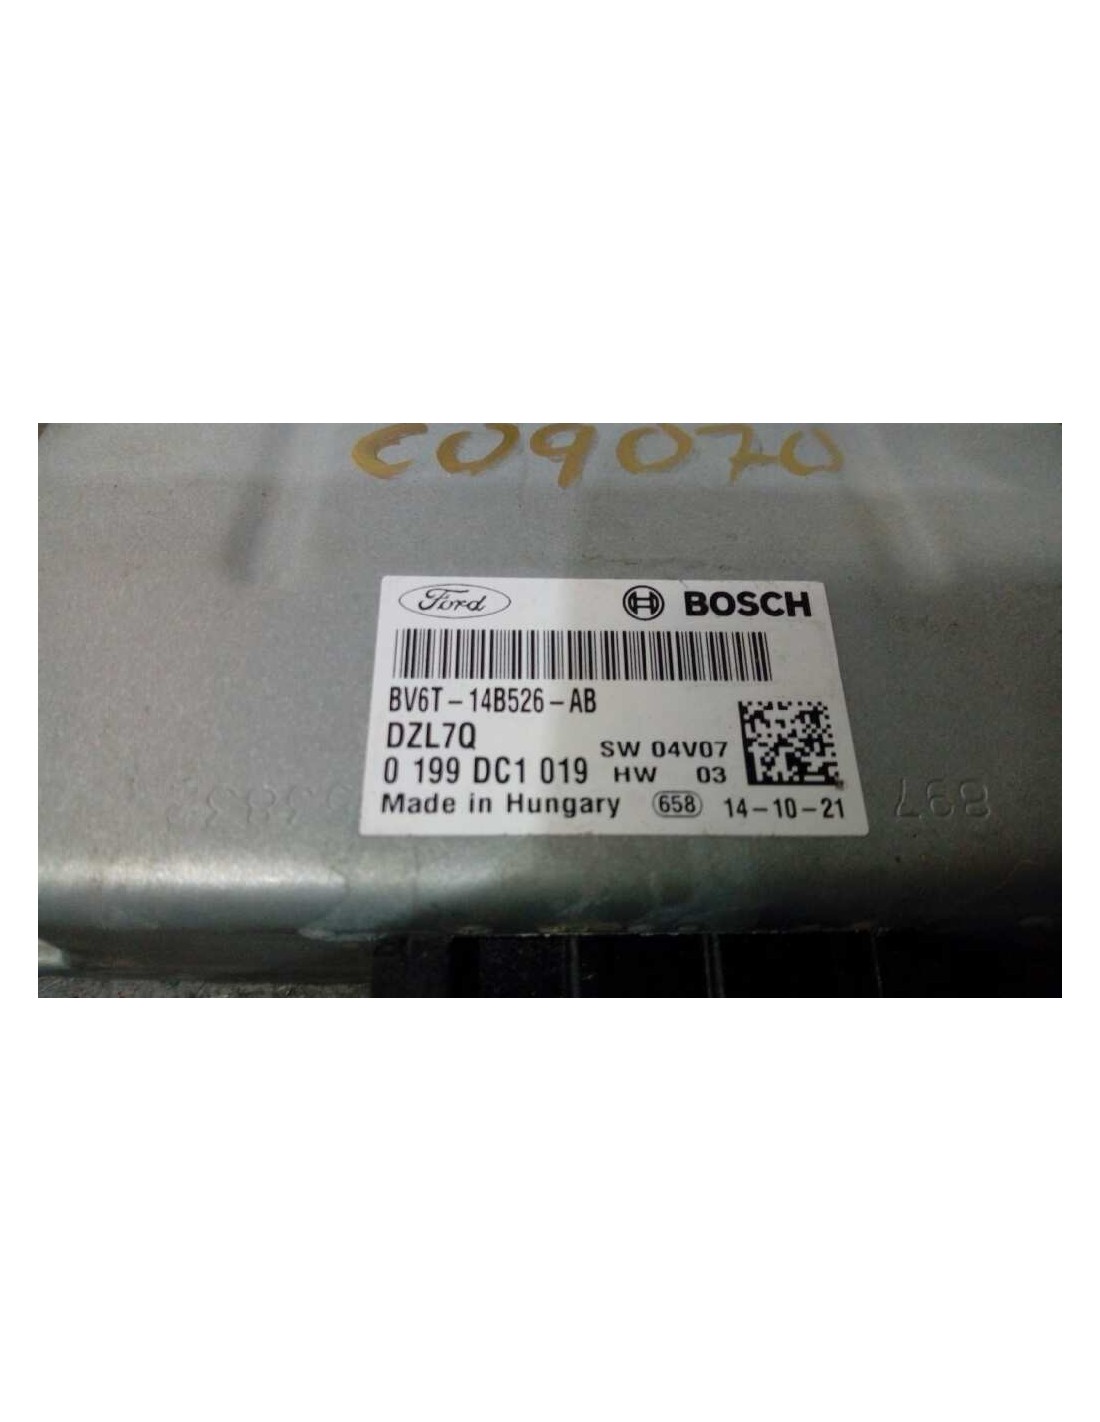 C09070
Ford
BOSCH
BV6T-14B526-AB
DZL7Q
SW 04V07
0 199 DC1 019
HW 03
Made in Hungary
658
14-10-21
897